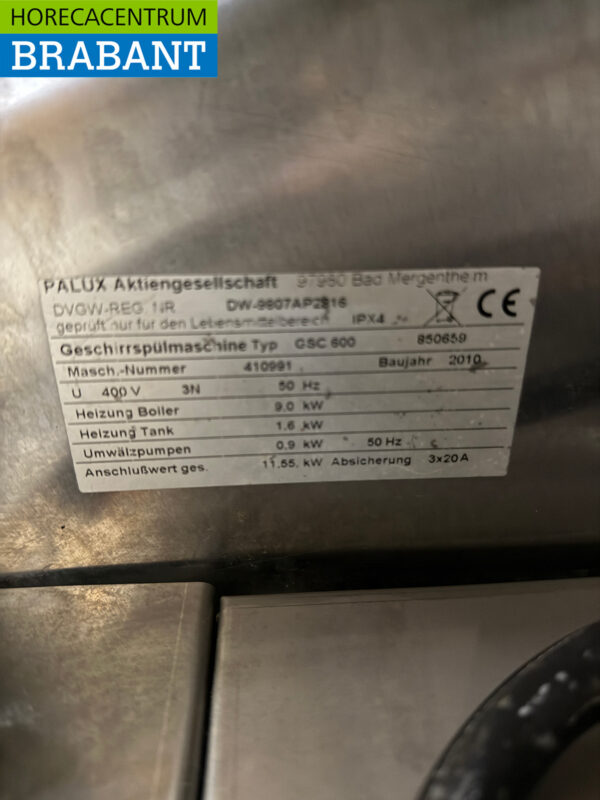 HORECACENTRUM
BRABANT
PALUX Aktiengesellschaft 97980 Bad Mergentheim
DVGW-REG. NR DW-9807AP2816
geprüft nur für den Lebensmittelbereich IPX4
CE
Geschirrspülmaschine Typ GSC 600 850659
Masch.-Nummer 410991 Baujahr 2010
U 400 V 3N 50 Hz
Heizung Boiler 9.0 kW
Heizung Tank 1.6 kW
Umwälzpumpen 0.9 kW 50 Hz
Anschlußwert ges. 11.55. kW Absicherung 3x20A